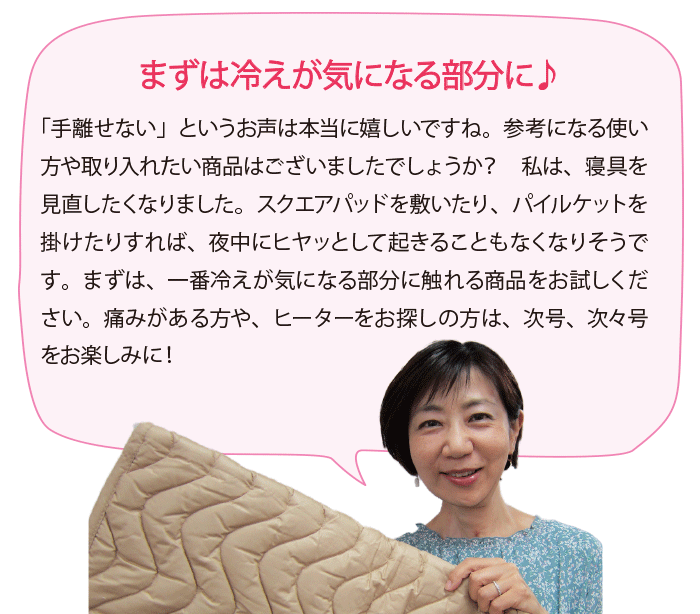 まずは冷えが気になる部分に♪
「手離せない」というお声は本当に嬉しいですね。参考になる使い
方や取り入れたい商品はございましたでしょうか？　私は、寝具を
見直したくなりました。スクエアパッドを敷いたり、パイルケットを
掛けたりすれば、夜中にヒヤッとして起きることもなくなりそうで
す。まずは、一番冷えが気になる部分に触れる商品をお試しくだ
さい。痛みがある方や、ヒーターをお探しの方は、次号、次々号
をお楽しみに！